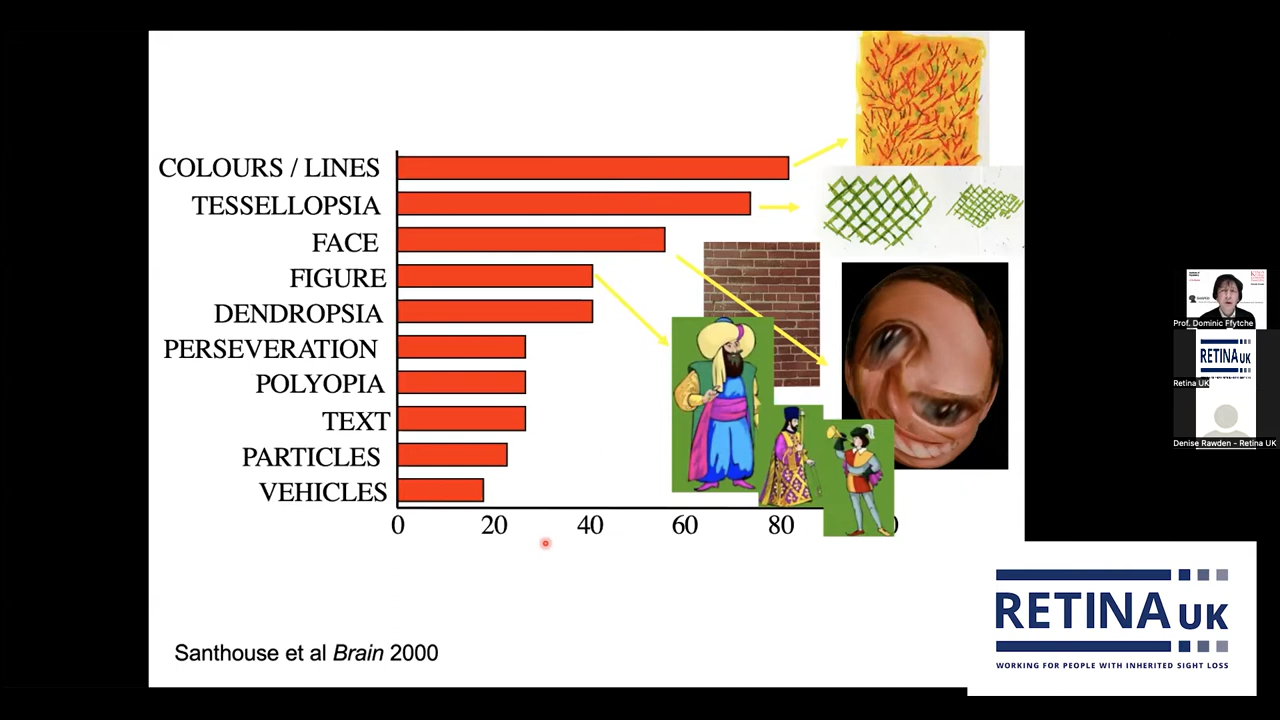 COLOURS / LINES
TESSELLOPSIA
FACE
FIGURE
DENDROPSIA
PERSEVERATION
POLYOPIA
TEXT
PARTICLES
VEHICLES
0 20 40 60 80 0
Santhouse et al Brain 2000
Prof. Dominic Ffytche
RETINA UK
Retina UK
Denise Rawden - Retina UK
RETINA UK
WORKING FOR PEOPLE WITH INHERITED SIGHT LOSS